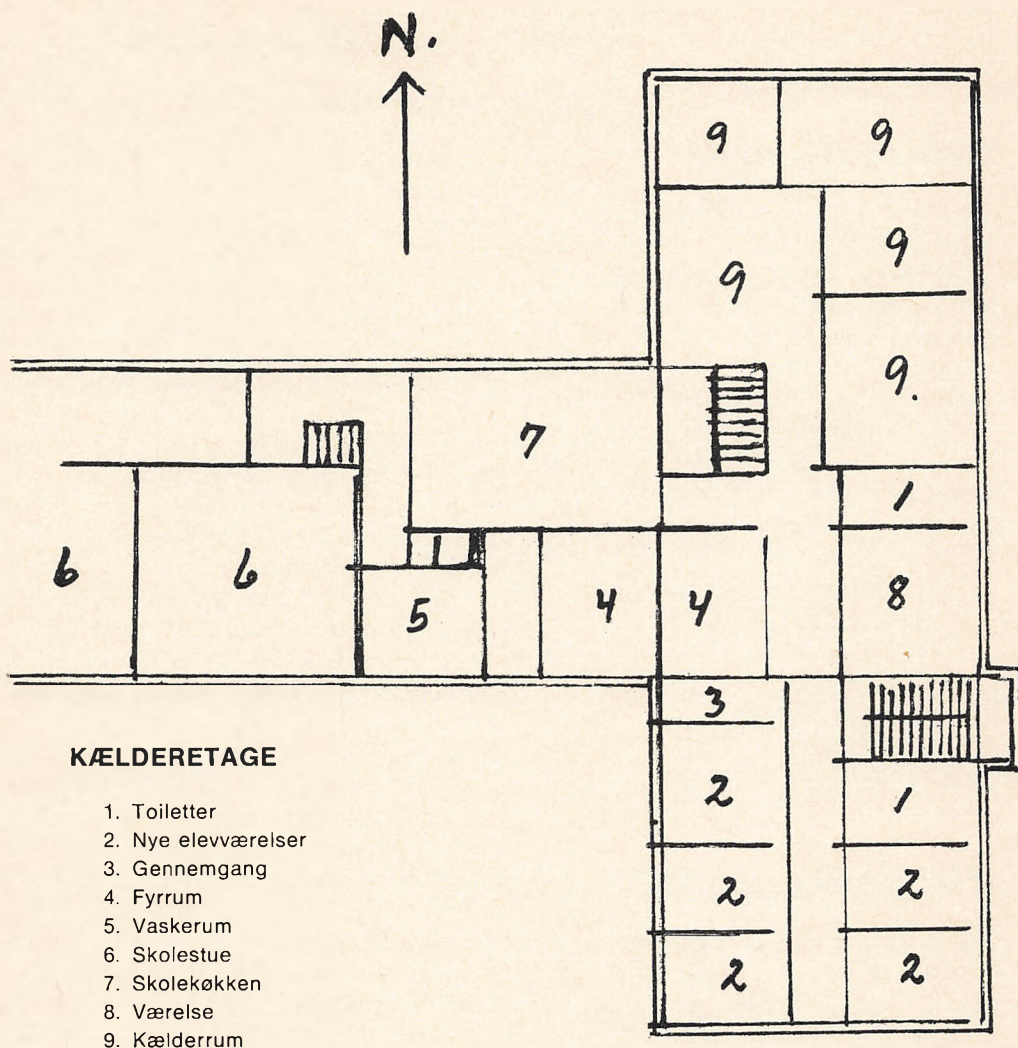 N.
9 9
9
9
9.
7
1
6 6 5 4 4 8
3
2 1
2 2
2 2
KÆLDERETAGE
1. Toiletter
2. Nye elevværelser
3. Gennemgang
4. Fyrrum
5. Vaskerum
6. Skolestue
7. Skolekøkken
8. Værelse
9. Kælderrum